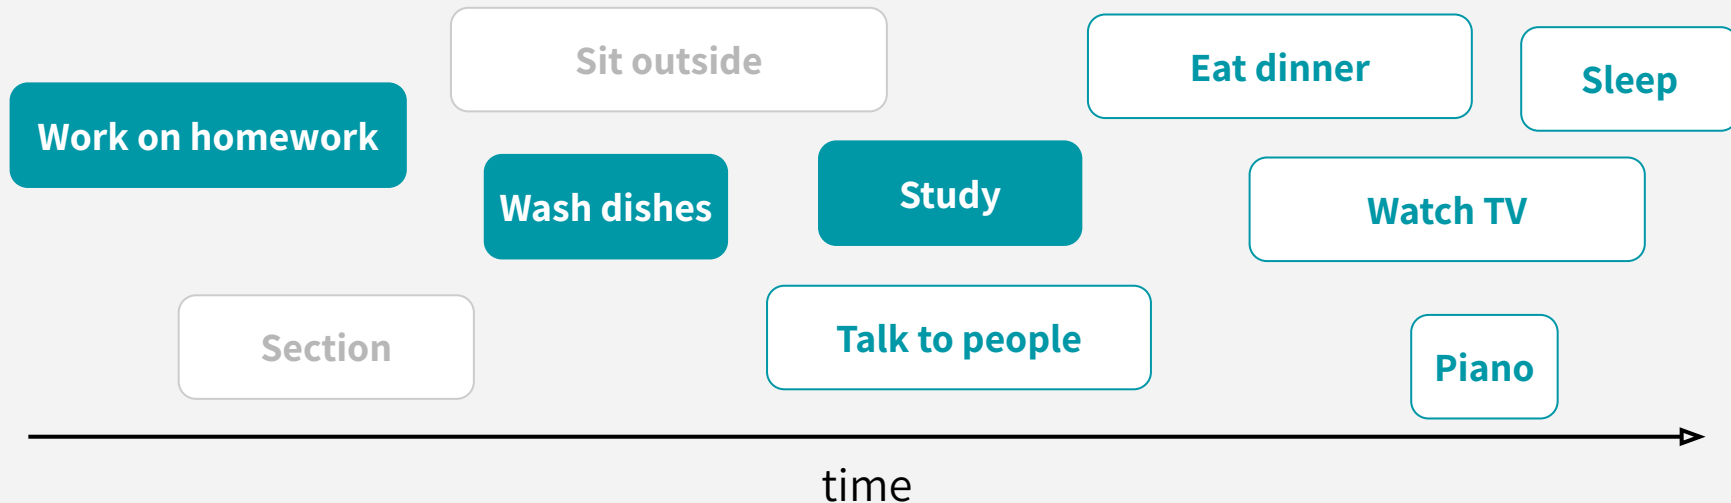 Sit outside
Eat dinner
Sleep
Work on homework
Wash dishes
Study
Watch TV
Section
Talk to people
Piano
time